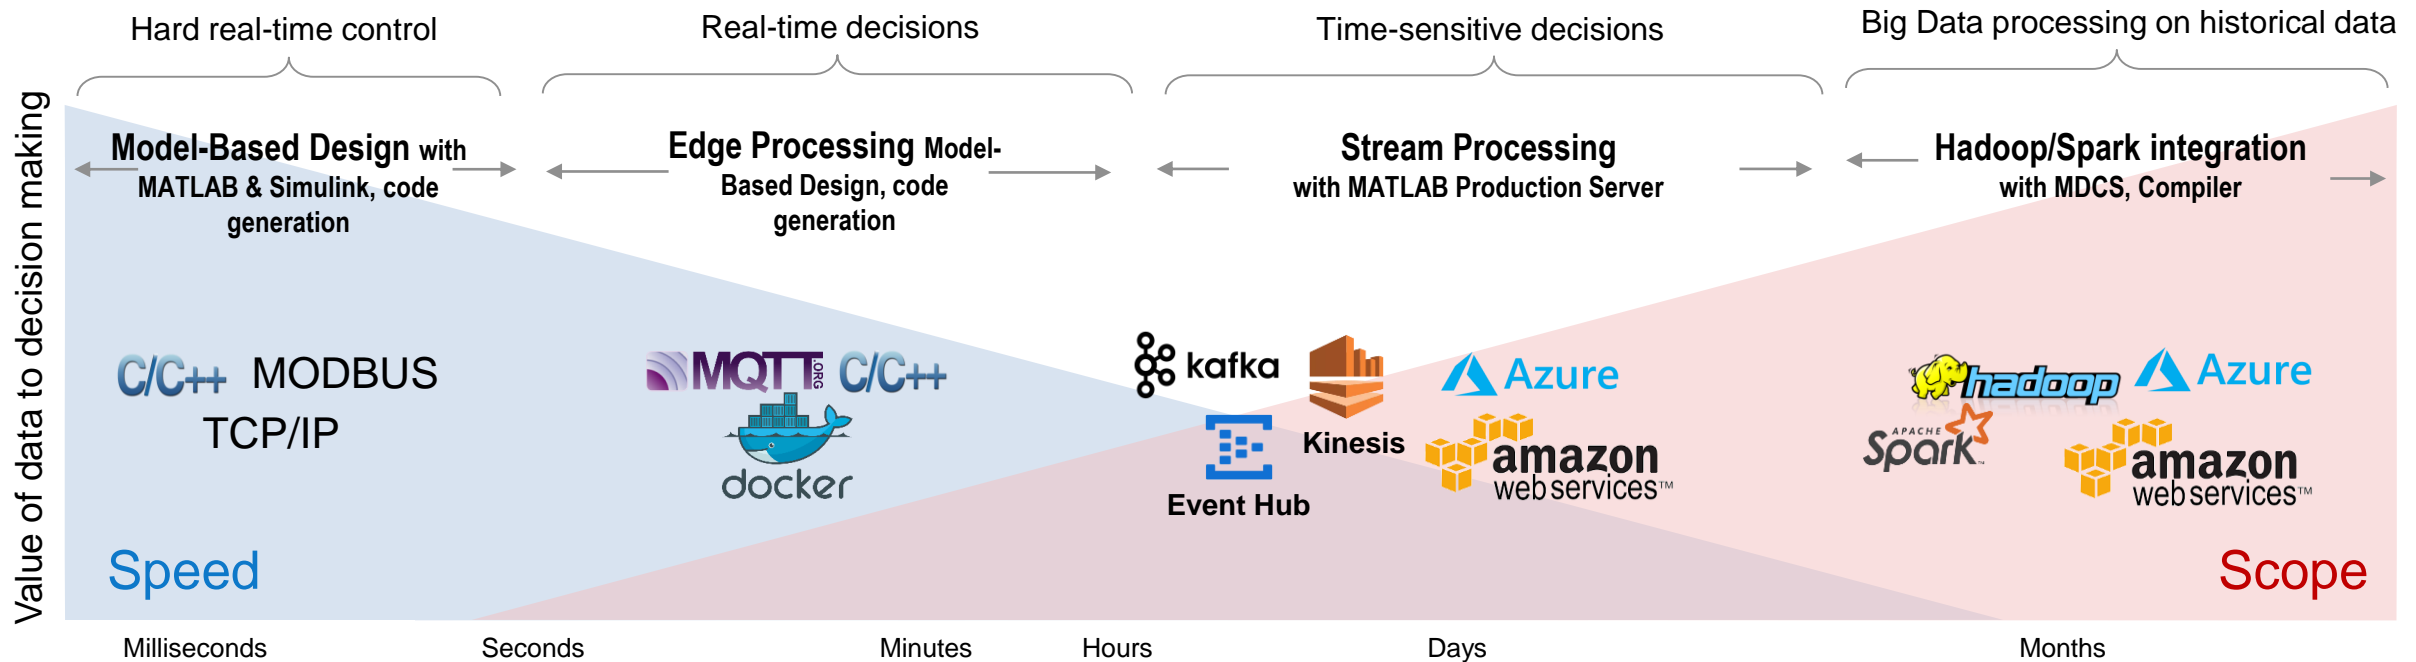 Hard real-time control
Real-time decisions
Time-sensitive decisions
Big Data processing on historical data
Value of data to decision making
Model-Based Design with
MATLAB & Simulink, code
generation
Edge Processing Model-
Based Design, code
generation
Stream Processing
with MATLAB Production Server
Hadoop/Spark integration
with MDCS, Compiler
C/C++ MODBUS
TCP/IP
MQTT.ORG
C/C++
docker
kafka
Kinesis
Event Hub
Azure
amazon
web services™
hadoop
Azure
APACHE
Spark™
amazon
web services™
Speed
Scope
Milliseconds
Seconds
Minutes
Hours
Days
Months